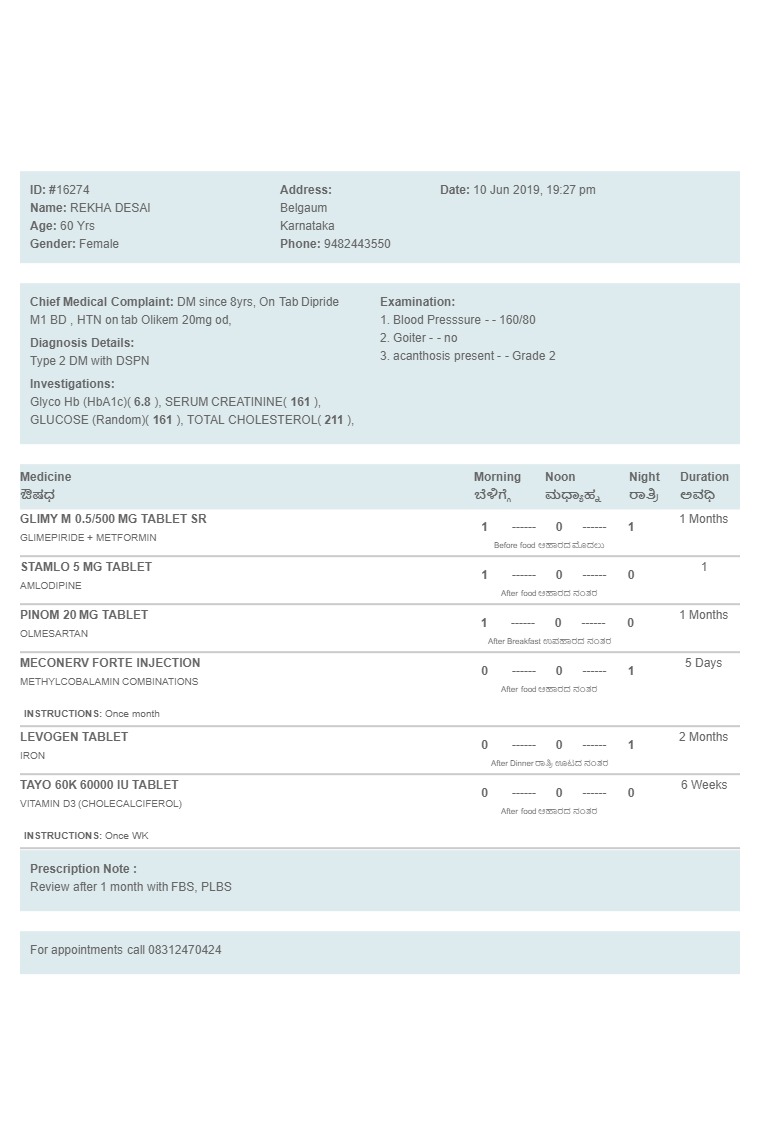 ID: #16274
Name: REKHA DESAI
Age: 60 Yrs
Gender: Female
Address:
Belgaum
Karnataka
Phone: 9482443550
Date: 10 Jun 2019, 19:27 pm
Chief Medical Complaint: DM since 8yrs, On Tab Dipride
M1 BD , HTN on tab Olikem 20mg od,
Diagnosis Details:
Type 2 DM with DSPN
Investigations:
Glyco Hb (HbA1c)( 6.8 ), SERUM CREATININE( 161 ),
GLUCOSE (Random)( 161 ), TOTAL CHOLESTEROL( 211 ),
Examination:
1. Blood Presssure - - 160/80
2. Goiter - - no
3. acanthosis present - - Grade 2
Medicine Morning Noon Night Duration
ಔಷಧ ಬೆಳಿಗ್ಗೆ ಮಧ್ಯಾಹ್ನ ರಾತ್ರಿ ಅವಧಿ
GLIMY M 0.5/500 MG TABLET SR 1 ------ 0 ------ 1 1 Months
GLIMEPIRIDE + METFORMIN Before food ಆಹಾರದ ಮೊದಲು
STAMLO 5 MG TABLET 1 ------ 0 ------ 0 1
AMLODIPINE After food ಆಹಾರದ ನಂತರ
PINOM 20 MG TABLET 1 ------ 0 ------ 0 1 Months
OLMESARTAN After Breakfast ಉಪಹಾರದ ನಂತರ
MECONERV FORTE INJECTION 0 ------ 0 ------ 1 5 Days
METHYLCOBALAMIN COMBINATIONS After food ಆಹಾರದ ನಂತರ
INSTRUCTIONS: Once month
LEVOGEN TABLET 0 ------ 0 ------ 1 2 Months
IRON After Dinner ರಾತ್ರಿ ಊಟದ ನಂತರ
TAYO 60K 60000 IU TABLET 0 ------ 0 ------ 0 6 Weeks
VITAMIN D3 (CHOLECALCIFEROL) After food ಆಹಾರದ ನಂತರ
INSTRUCTIONS: Once WK
Prescription Note :
Review after 1 month with FBS, PLBS
For appointments call 08312470424